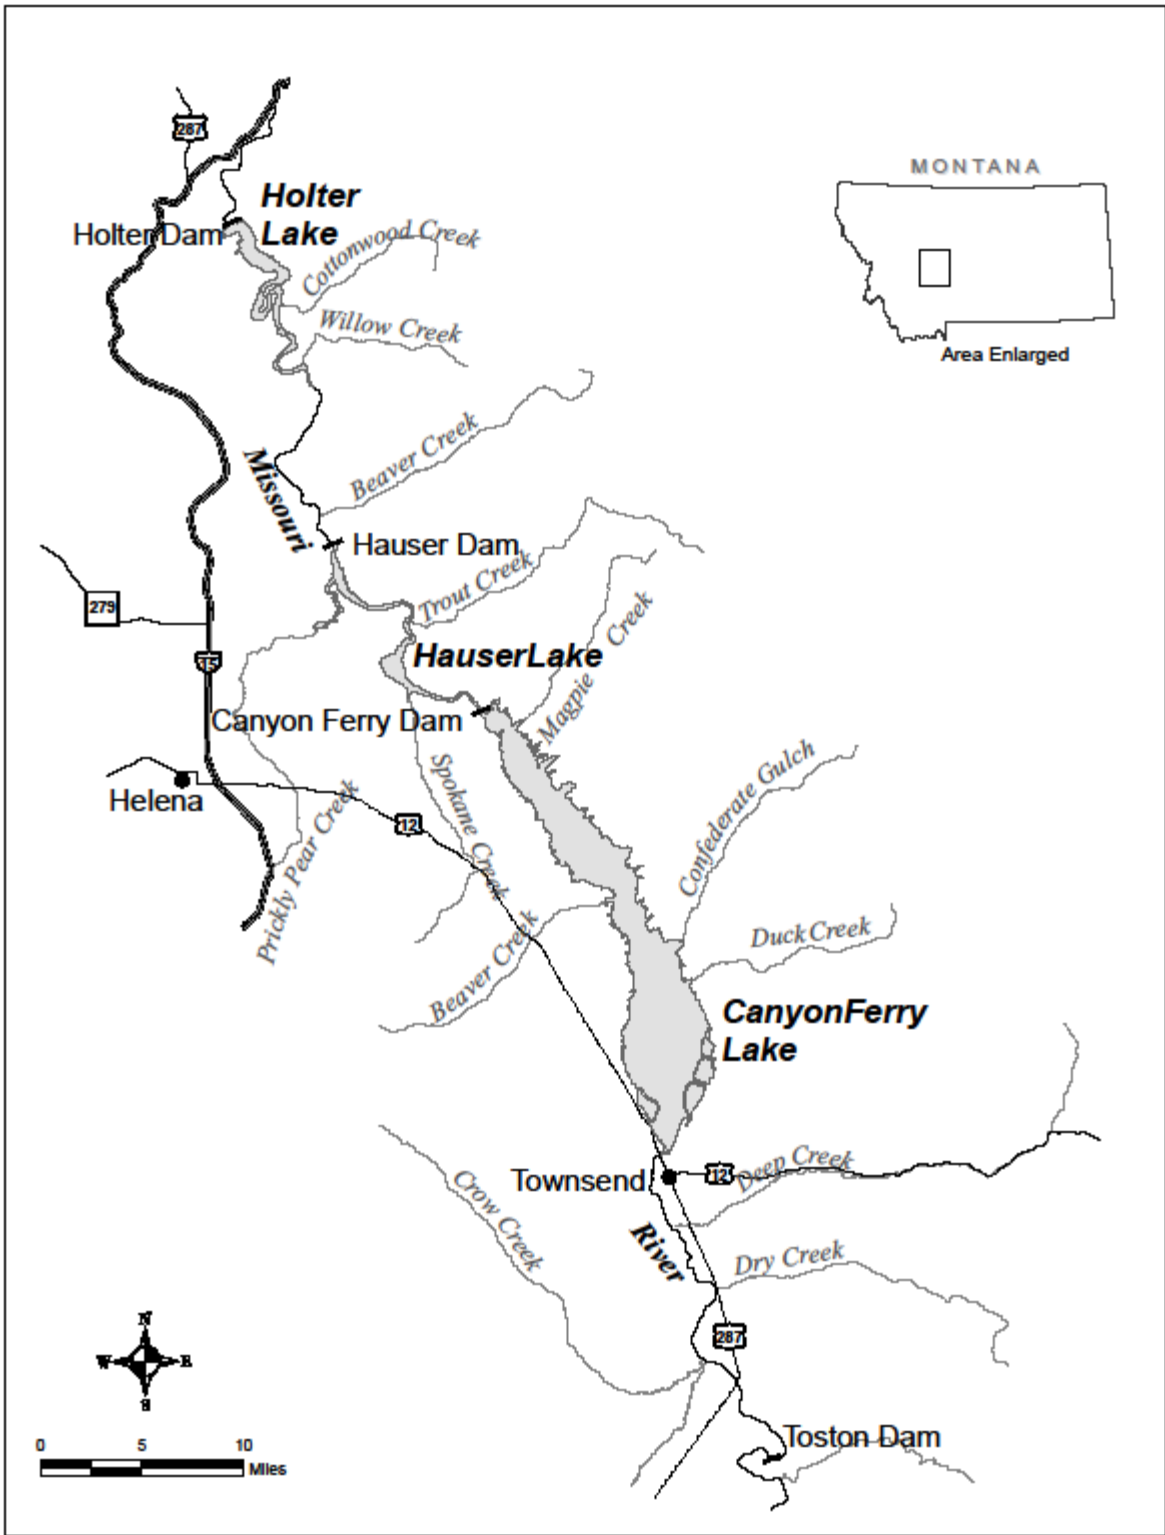 287
MONTANA
Holter
Lake
Holter Dam
Cottonwood Creek
Willow Creek
Area Enlarged
Beaver Creek
Missouri
Hauser Dam
Trout Creek
279
Magpie Creek
HauserLake
15
Canyon Ferry Dam
Spokane Creek
Confederate Gulch
Helena
12
Prickly Pear Creek
Beaver Creek
Duck Creek
CanyonFerry
Lake
Townsend
12
Deep Creek
Crow Creek
River
Dry Creek
N
W E
S
287
Toston Dam
0 5 10
Miles